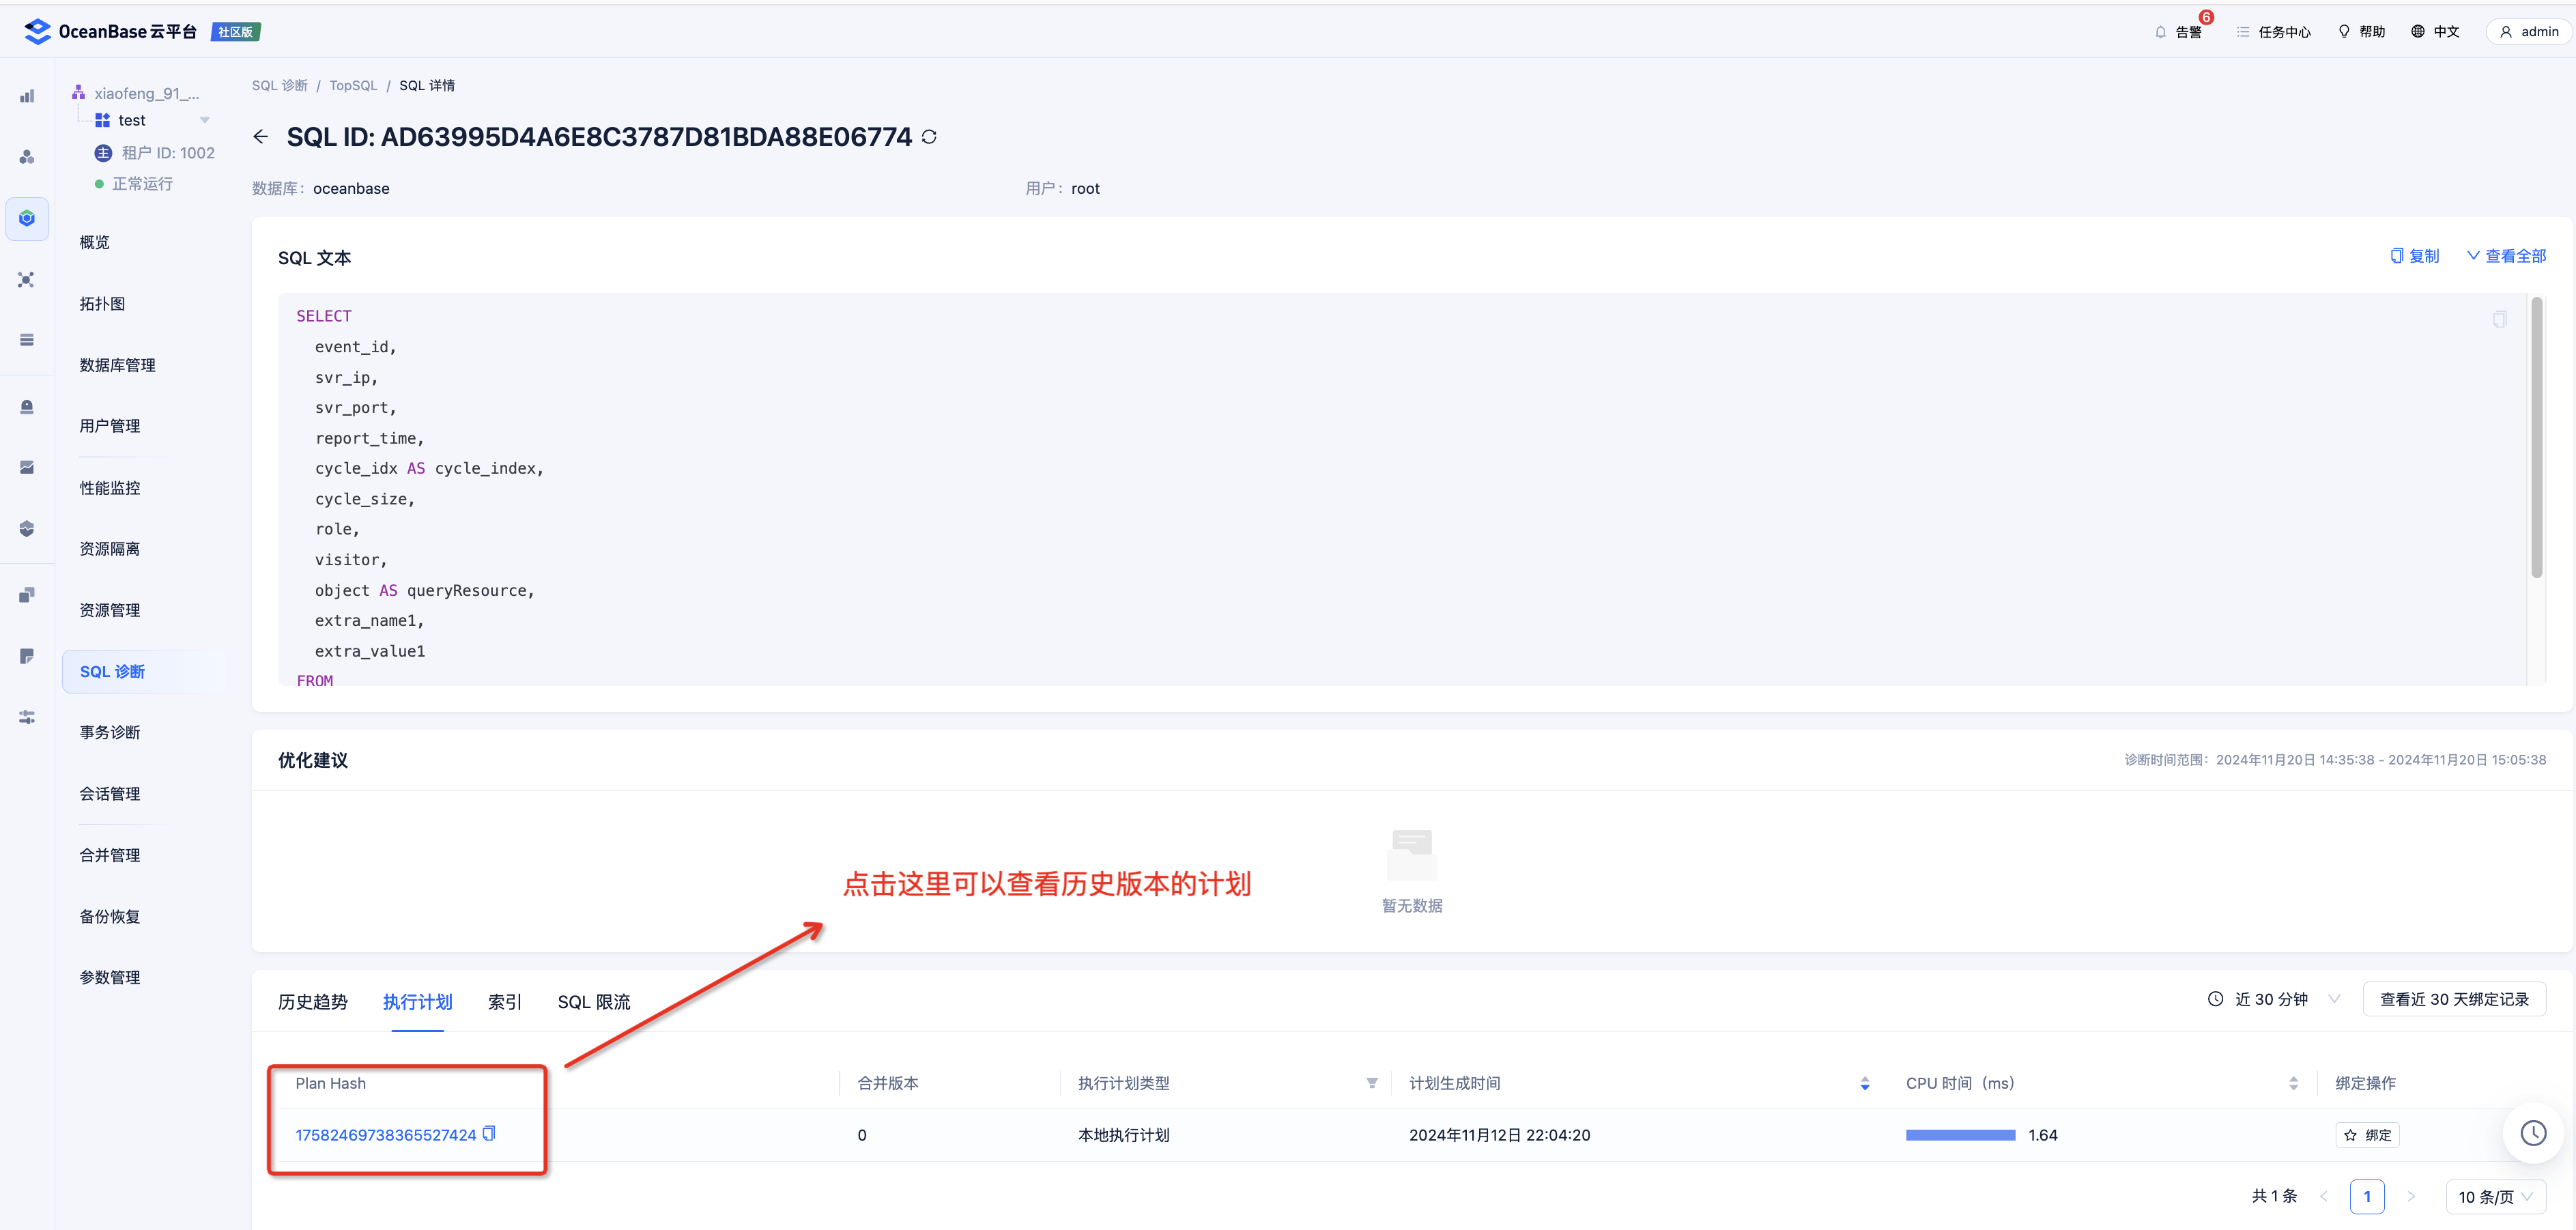 OceanBase 云平台 社区版
告警 6 任务中心 帮助 中文 admin
xiaofeng_91_...
test
主 租户 ID: 1002
正常运行
概览
拓扑图
数据库管理
用户管理
性能监控
资源隔离
资源管理
SQL 诊断
事务诊断
会话管理
合并管理
备份恢复
参数管理
SQL 诊断 / TopSQL / SQL 详情
SQL ID: AD63995D4A6E8C3787D81BDA88E06774
数据库： oceanbase 用户： root
SQL 文本 复制 查看全部
SELECT
event_id,
svr_ip,
svr_port,
report_time,
cycle_idx AS cycle_index,
cycle_size,
role,
visitor,
object AS queryResource,
extra_name1,
extra_value1
FROM
优化建议 诊断时间范围：2024年11月20日 14:35:38 - 2024年11月20日 15:05:38
暂无数据
点击这里可以查看历史版本的计划
历史趋势 执行计划 索引 SQL 限流 近 30 分钟 查看近 30 天绑定记录
Plan Hash 合并版本 执行计划类型 计划生成时间 CPU 时间（ms） 绑定操作
17582469738365527424 0 本地执行计划 2024年11月12日 22:04:20 1.64 绑定
共 1 条 < 1 > 10 条/页